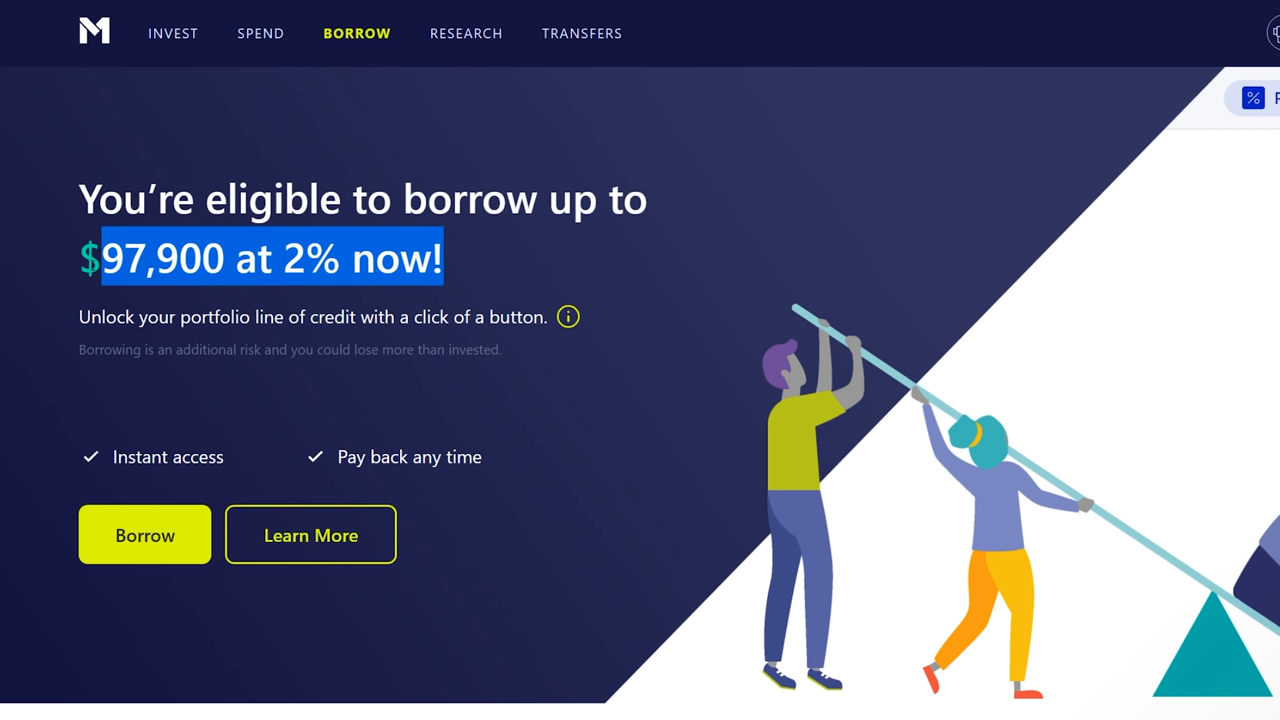 M INVEST SPEND BORROW RESEARCH TRANSFERS
%
You're eligible to borrow up to
$97,900 at 2% now!
Unlock your portfolio line of credit with a click of a button.
Borrowing is an additional risk and you could lose more than invested.
Instant access Pay back any time
Borrow Learn More